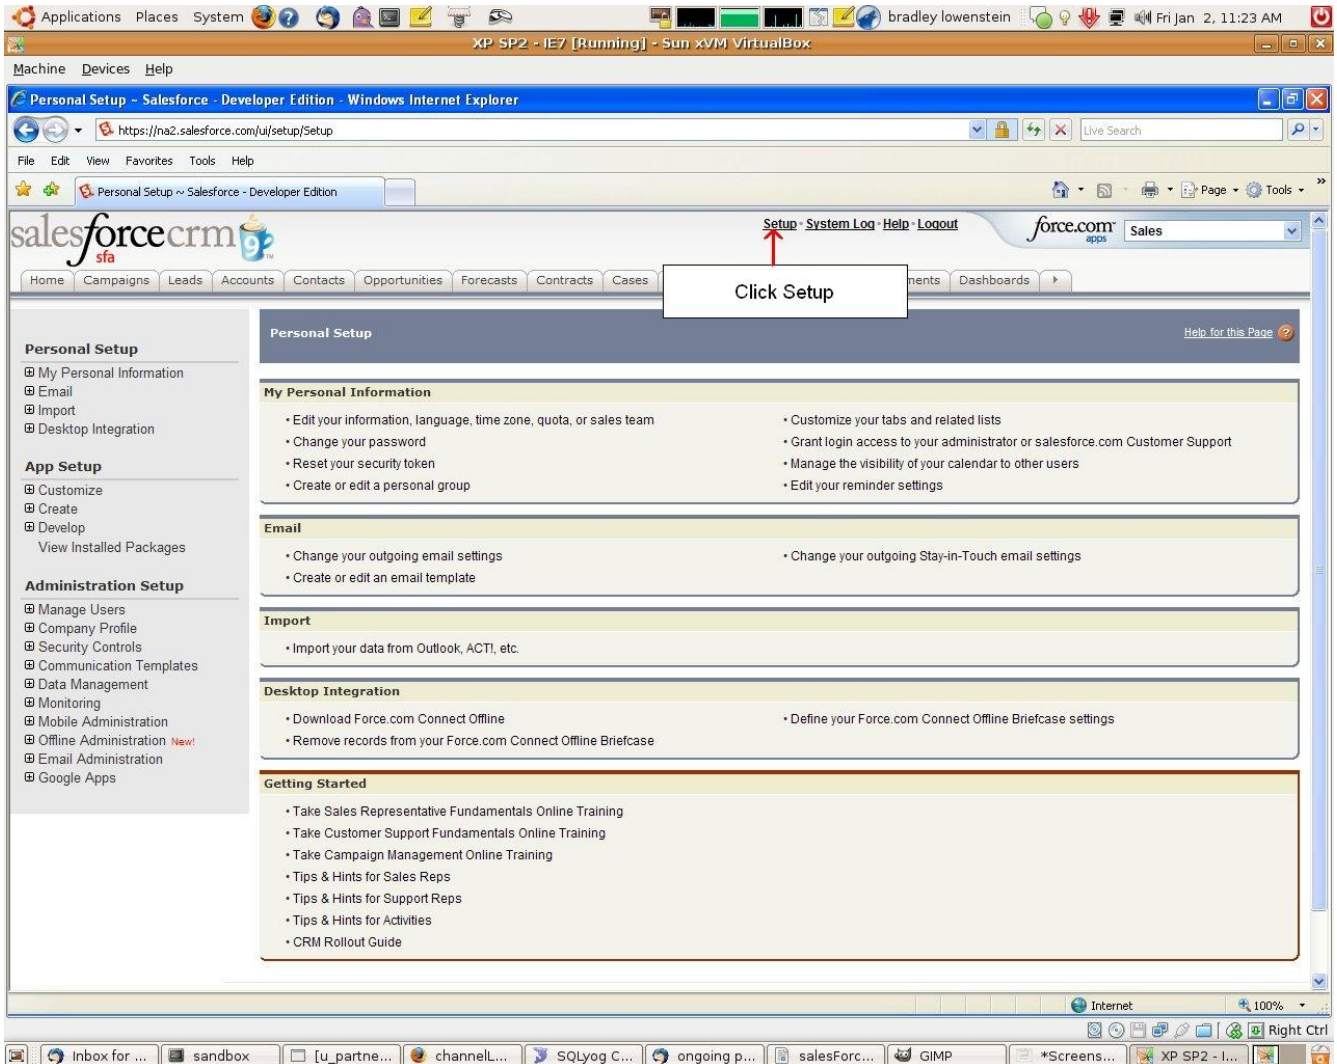 Applications Places System
bradley lowenstein
Fri Jan 2, 11:23 AM
XP SP2 - IE7 [Running] - Sun xVM VirtualBox
Machine Devices Help
Personal Setup ~ Salesforce - Developer Edition - Windows Internet Explorer
https://na2.salesforce.com/ui/setup/Setup
Live Search
File Edit View Favorites Tools Help
Personal Setup ~ Salesforce - Developer Edition
Page Tools
salesforcecrm
sfa
Setup · System Log · Help · Logout
force.com
apps
Sales
Home Campaigns Leads Accounts Contacts Opportunities Forecasts Contracts Cases
Dashboards
Click Setup
Personal Setup
My Personal Information
Email
Import
Desktop Integration
App Setup
Customize
Create
Develop
View Installed Packages
Administration Setup
Manage Users
Company Profile
Security Controls
Communication Templates
Data Management
Monitoring
Mobile Administration
Offline Administration New!
Email Administration
Google Apps
Personal Setup
Help for this Page
My Personal Information
• Edit your information, language, time zone, quota, or sales team
• Change your password
• Reset your security token
• Create or edit a personal group
• Customize your tabs and related lists
• Grant login access to your administrator or salesforce.com Customer Support
• Manage the visibility of your calendar to other users
• Edit your reminder settings
Email
• Change your outgoing email settings
• Create or edit an email template
• Change your outgoing Stay-in-Touch email settings
Import
• Import your data from Outlook, ACT!, etc.
Desktop Integration
• Download Force.com Connect Offline
• Remove records from your Force.com Connect Offline Briefcase
• Define your Force.com Connect Offline Briefcase settings
Getting Started
• Take Sales Representative Fundamentals Online Training
• Take Customer Support Fundamentals Online Training
• Take Campaign Management Online Training
• Tips & Hints for Sales Reps
• Tips & Hints for Support Reps
• Tips & Hints for Activities
• CRM Rollout Guide
Internet
100%
Right Ctrl
Inbox for ...
sandbox
[u_partne...
channelL...
SQLyog C...
ongoing p...
salesForc...
GIMP
*Screens...
XP SP2 - I...